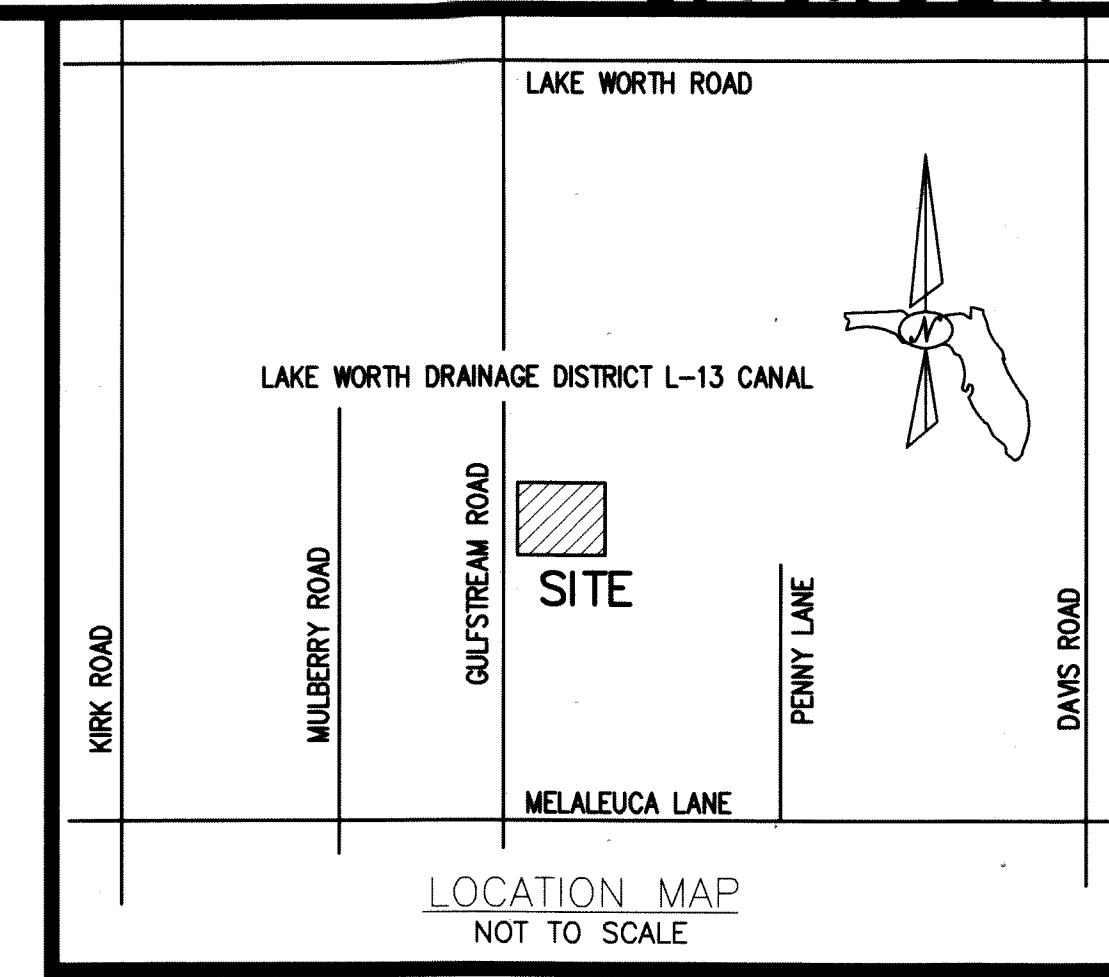 LAKE WORTH ROAD
N
LAKE WORTH DRAINAGE DISTRICT L-13 CANAL
KIRK ROAD
MULBERRY ROAD
GULFSTREAM ROAD
SITE
PENNY LANE
DAVIS ROAD
MELALEUCA LANE
LOCATION MAP
NOT TO SCALE